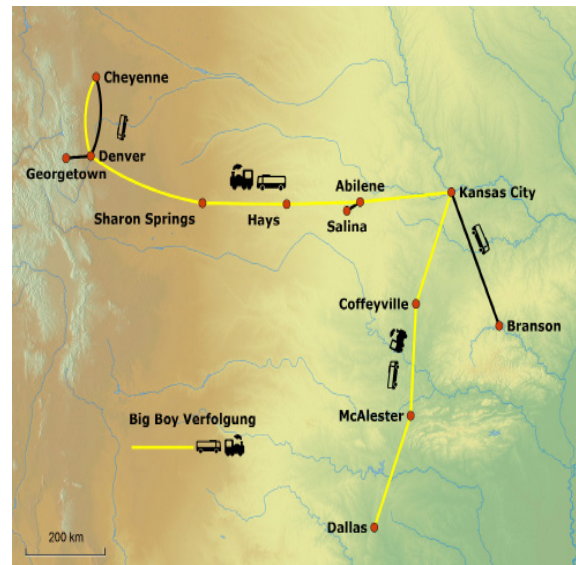 Cheyenne
Denver
Georgetown
Abilene
Kansas City
Sharon Springs
Hays
Salina
Coffeyville
Branson
Big Boy Verfolgung
McAlester
Dallas
200 km